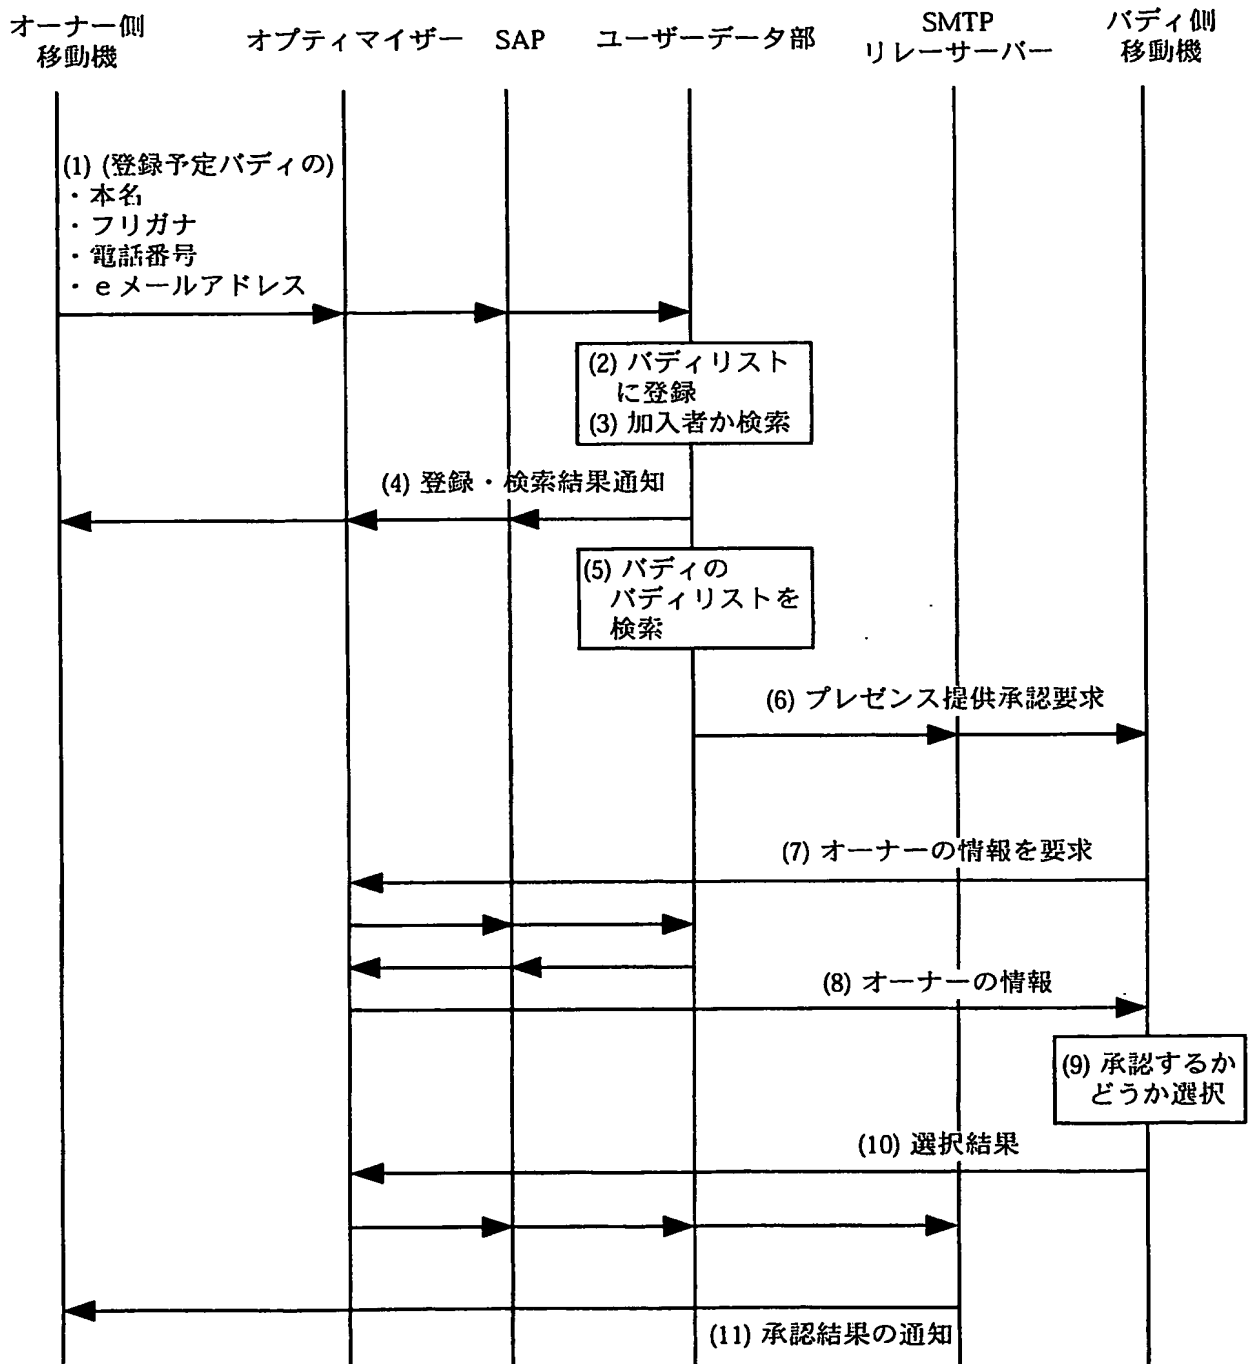 オーナー側
移動機
オプティマイザー
SAP
ユーザーデータ部
SMTP
リレーサーバー
バディ側
移動機
(1) (登録予定バディの)
・本名
・フリガナ
・電話番号
・eメールアドレス
(2) バディリスト
に登録
(3) 加入者か検索
(4) 登録・検索結果通知
(5) バディの
バディリストを
検索
(6) プレゼンス提供承認要求
(7) オーナーの情報を要求
(8) オーナーの情報
(9) 承認するか
どうか選択
(10) 選択結果
(11) 承認結果の通知